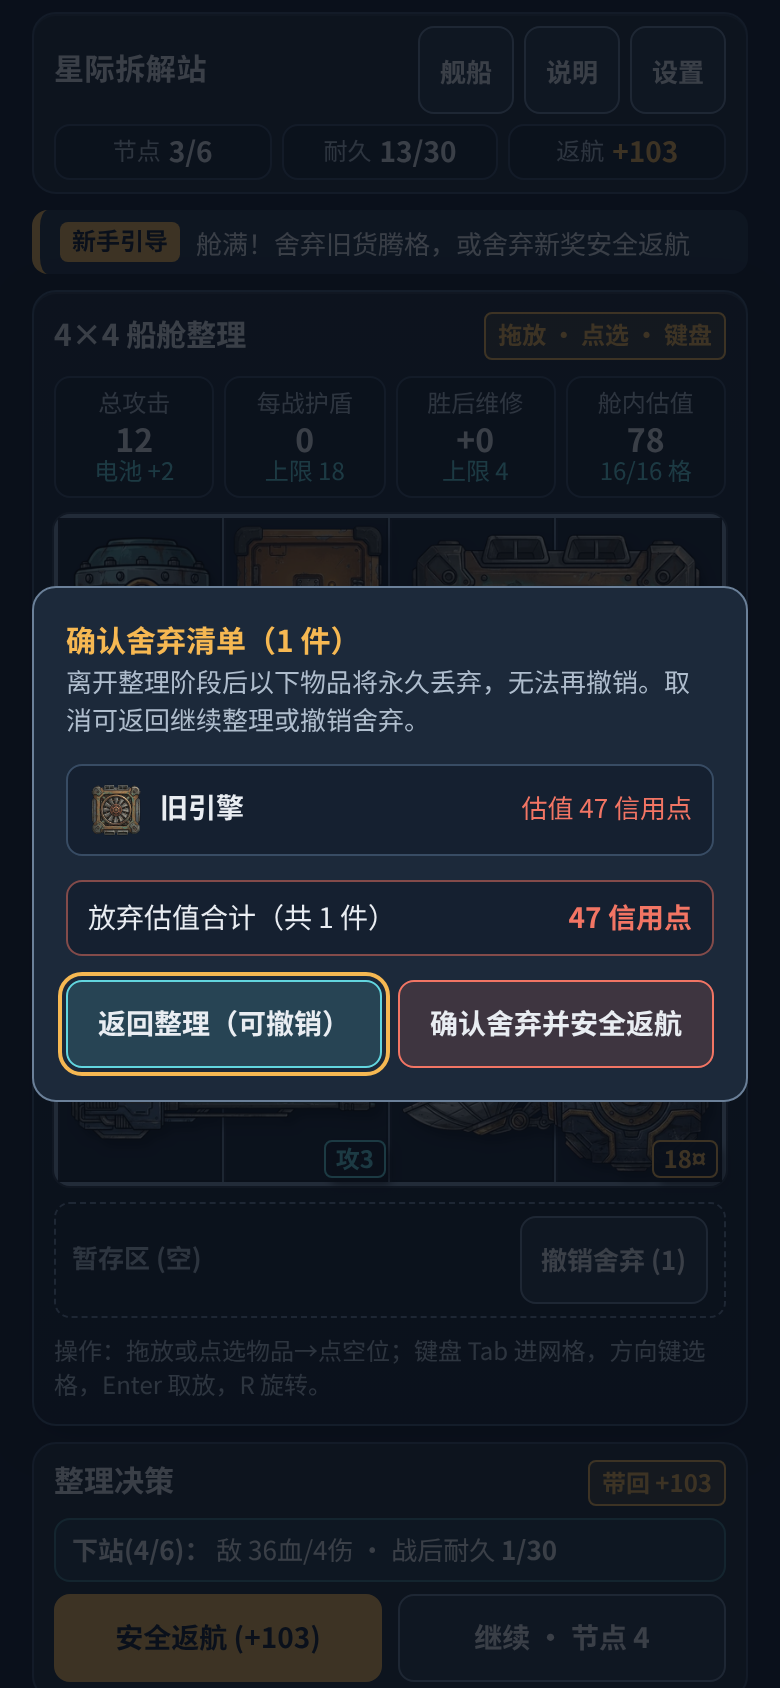 星际拆解站
舰船
说明
设置
节点 3/6
耐久 13/30
返航 +103
新手引导
舱满！舍弃旧货腾格，或舍弃新奖安全返航
4×4 船舱整理
拖放 · 点选 · 键盘
总攻击
12
电池 +2
每战护盾
0
上限 18
胜后维修
+0
上限 4
舱内估值
78
16/16 格
确认舍弃清单（1 件）
离开整理阶段后以下物品将永久丢弃，无法再撤销。取
消可返回继续整理或撤销舍弃。
旧引擎
估值 47 信用点
放弃估值合计（共 1 件）
47 信用点
返回整理（可撤销）
确认舍弃并安全返航
攻3
18¤
暂存区 (空)
撤销舍弃 (1)
操作：拖放或点选物品→点空位；键盘 Tab 进网格，方向键选
格，Enter 取放，R 旋转。
整理决策
带回 +103
下站(4/6)： 敌 36血/4伤 · 战后耐久 1/30
安全返航 (+103)
继续 · 节点 4